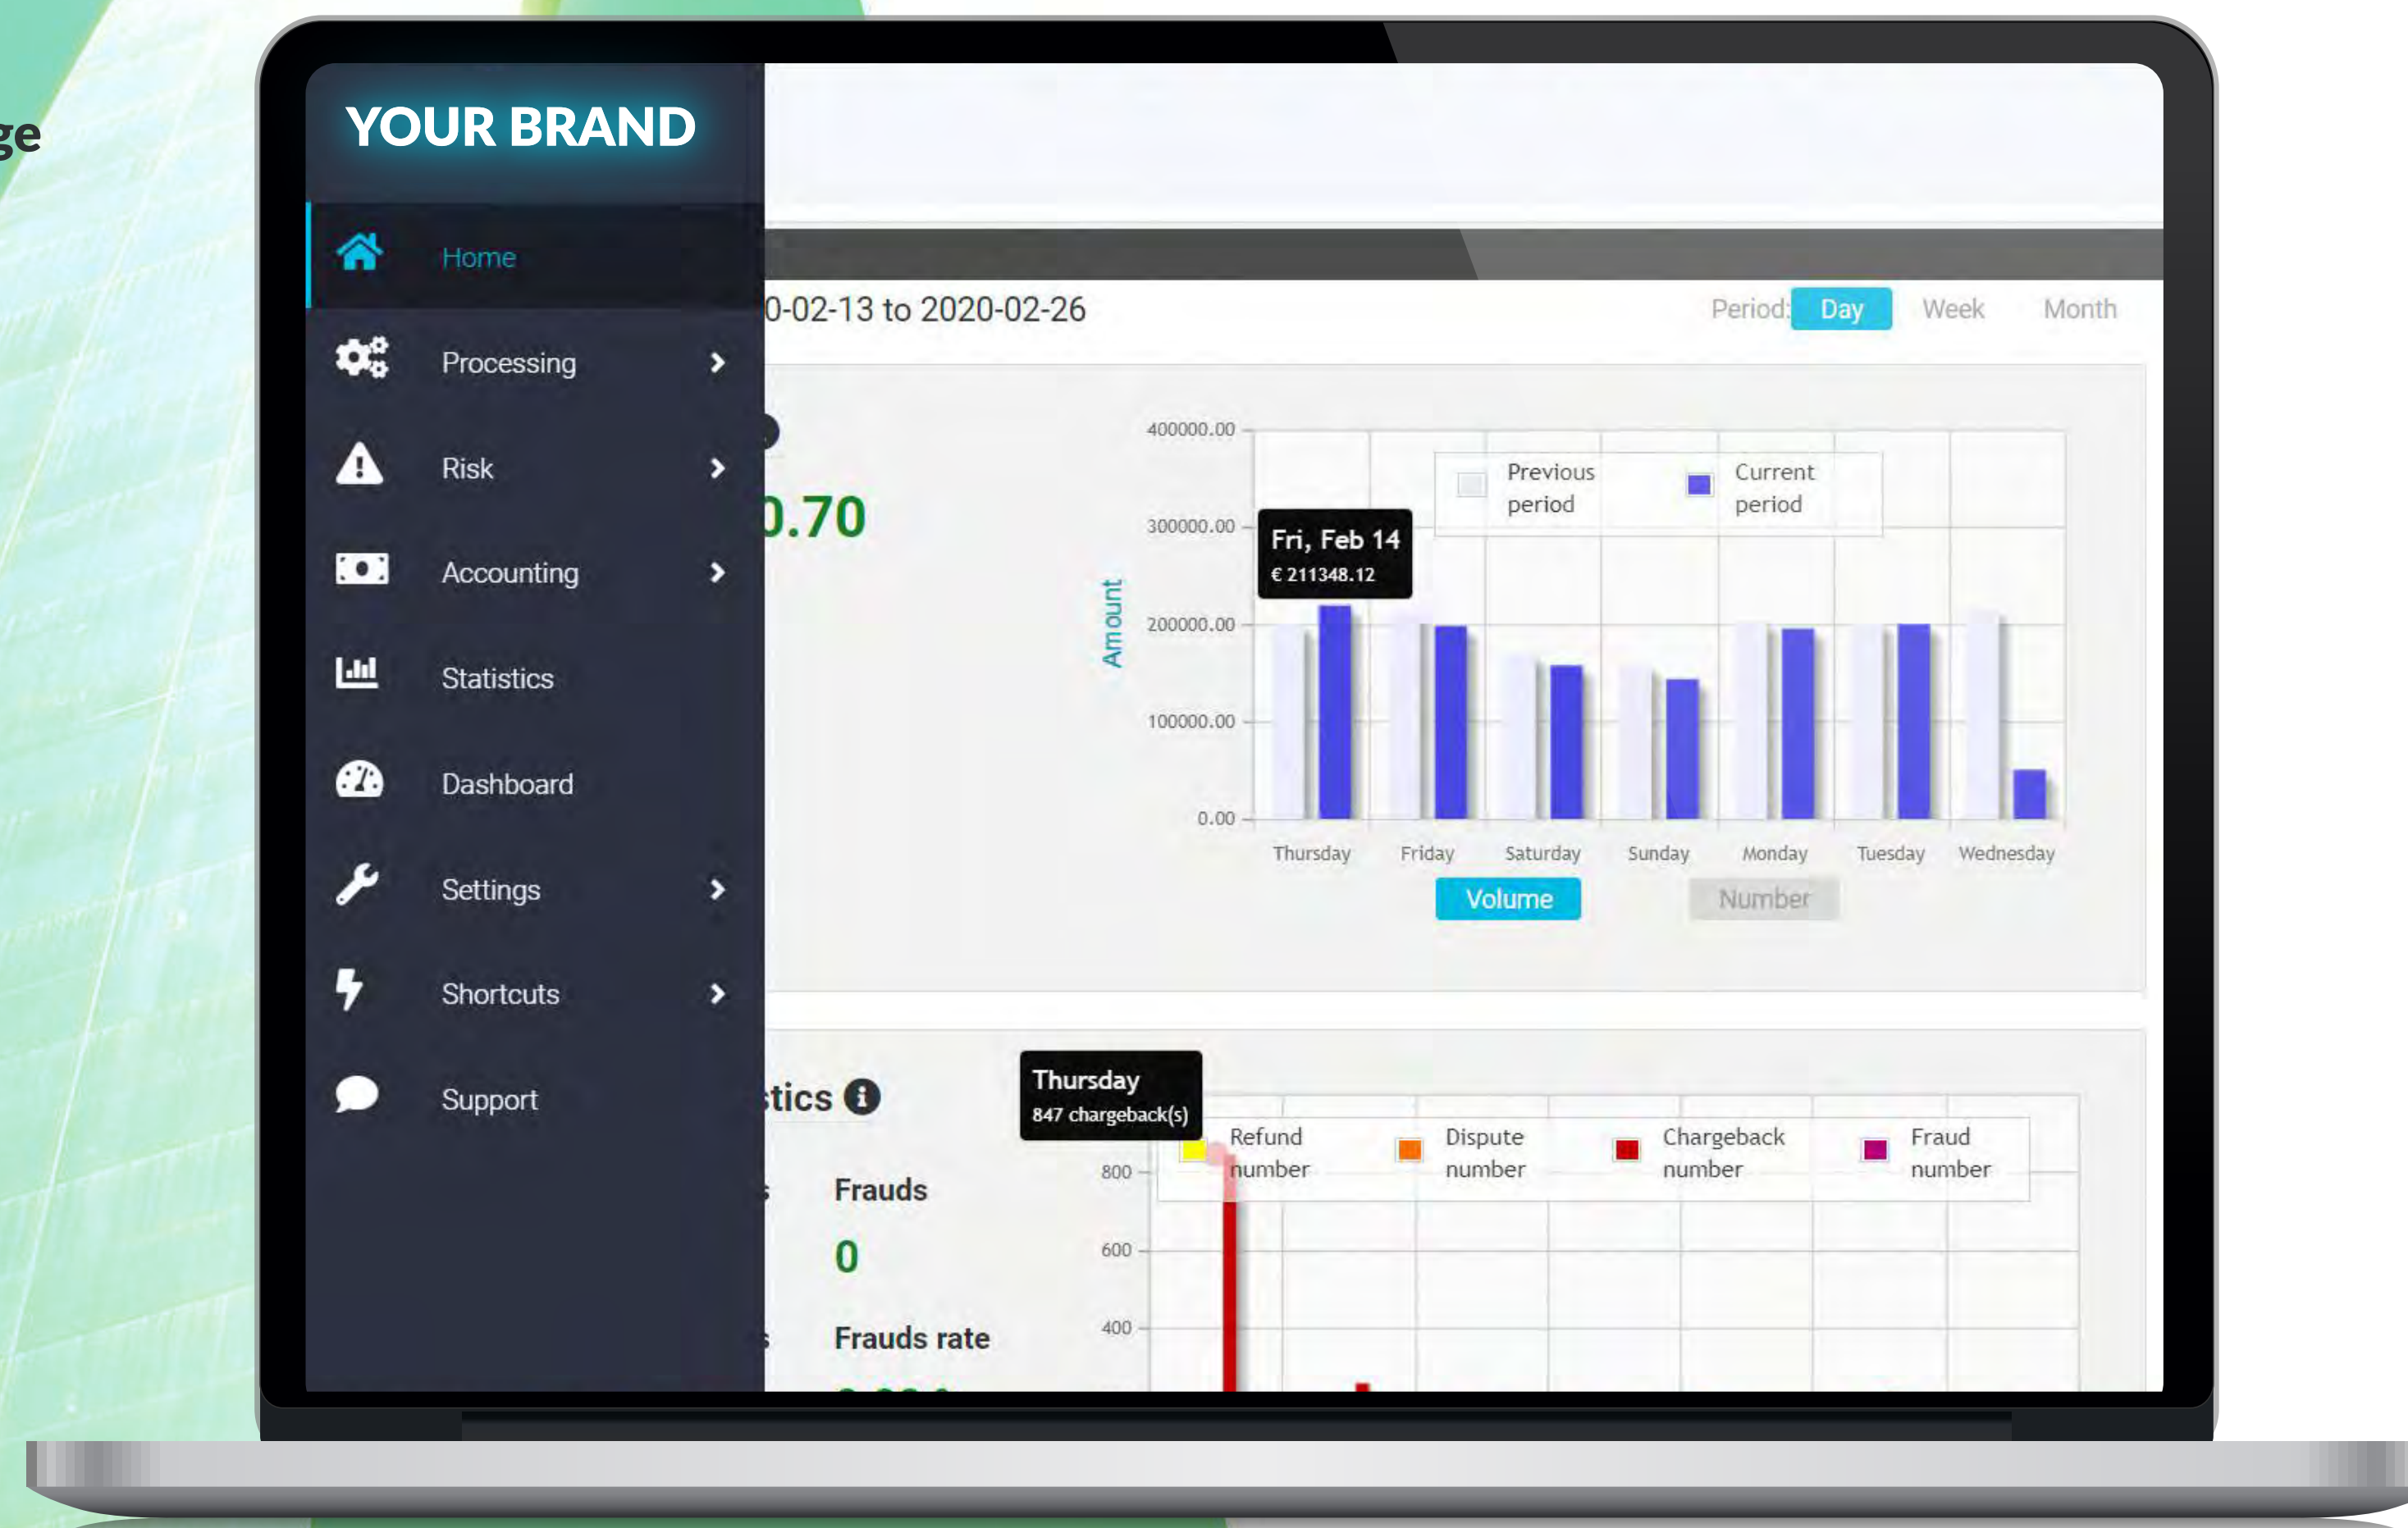 ge
YOUR BRAND
Home
Processing
Risk
Accounting
Statistics
Dashboard
Settings
Shortcuts
Support
0-02-13 to 2020-02-26
Period: Day Week Month
0.70
400000.00
300000.00
200000.00
100000.00
0.00
Amount
Previous period
Current period
Fri, Feb 14
€ 211348.12
Thursday Friday Saturday Sunday Monday Tuesday Wednesday
Volume Number
tics
Frauds
0
Frauds rate
Thursday
847 chargeback(s)
Refund number
Dispute number
Chargeback number
Fraud number
800
600
400